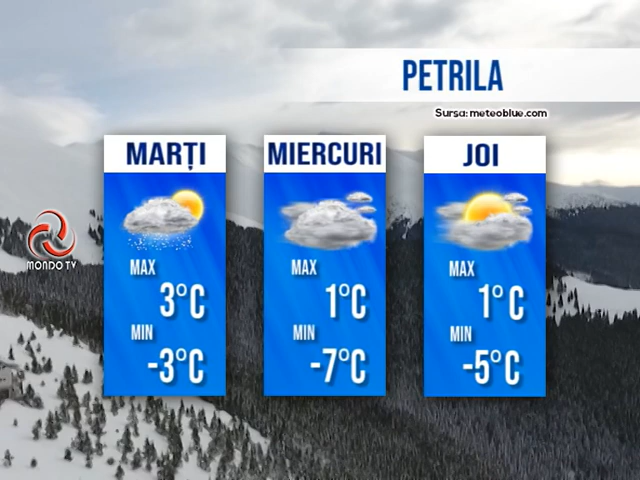 PETRILA
Sursa: meteoblue.com
MARȚI
MIERCURI
JOI
MAX
3°C
MIN
-3°C
MAX
1°C
MIN
-7°C
MAX
1°C
MIN
-5°C
MONDO TV